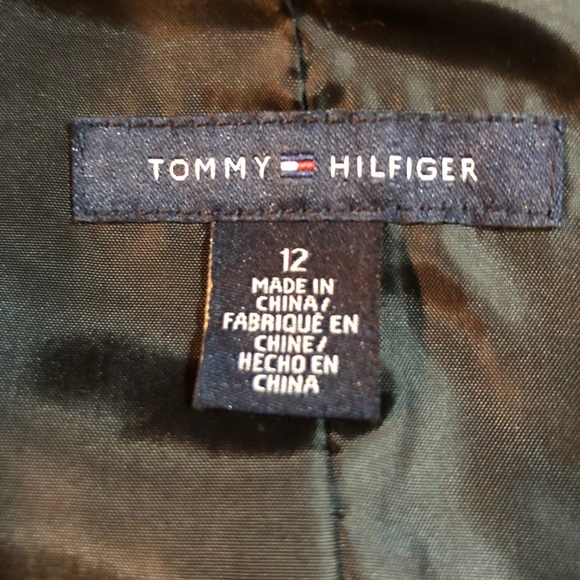 TOMMY HILFIGER
12
MADE IN
CHINA/
FABRIQUÉ EN
CHINE/
HECHO EN
CHINA